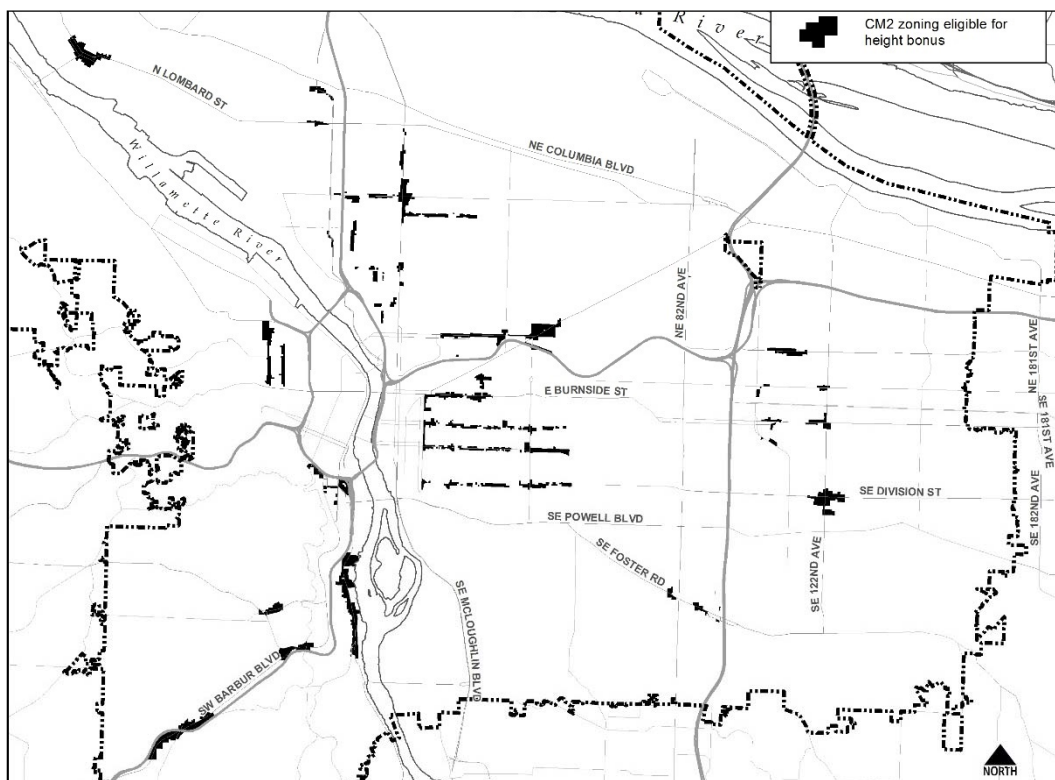 River
CM2 zoning eligible for
height bonus
N LOMBARD ST
NE COLUMBIA BLVD
Willamette River
NE 82ND AVE
NE 181ST AVE
SE 181ST AVE
E BURNSIDE ST
SE DIVISION ST
SE 182ND AVE
SE POWELL BLVD
SE FOSTER RD
SE 122ND AVE
SE MCLOUGHLIN BLVD
SW BARBUR BLVD
NORTH